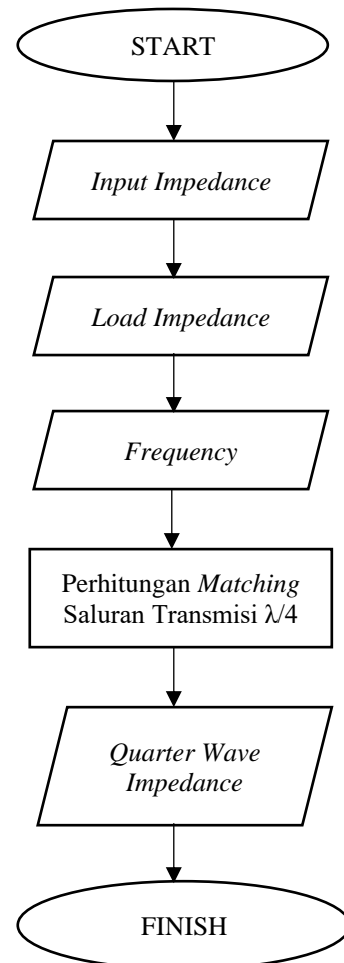 START
Input Impedance
Load Impedance
Frequency
Perhitungan Matching
Saluran Transmisi λ/4
Quarter Wave
Impedance
FINISH